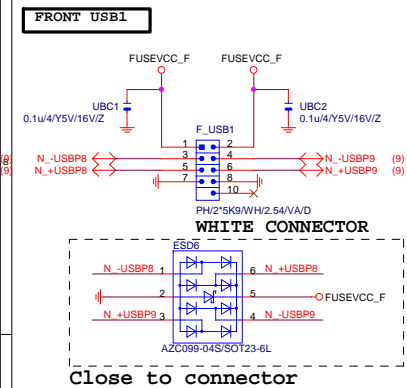 FRONT USB1
FUSEVCC_F FUSEVCC_F
UBC1
0.1u/4/Y5V/16V/Z
UBC2
0.1u/4/Y5V/16V/Z
F_USB1
1 2
(9) N_-USBP8 3 4 N_-USBP9 (9)
(9) N_+USBP8 5 6 N_+USBP9 (9)
7 8
10
PH/2*5K9/WH/2.54/VA/D
WHITE CONNECTOR
ESD6
N_-USBP8 1 6 N_+USBP8
2 5 FUSEVCC_F
N_+USBP9 3 4 N_-USBP9
AZC099-04S/SOT23-6L
Close to connector